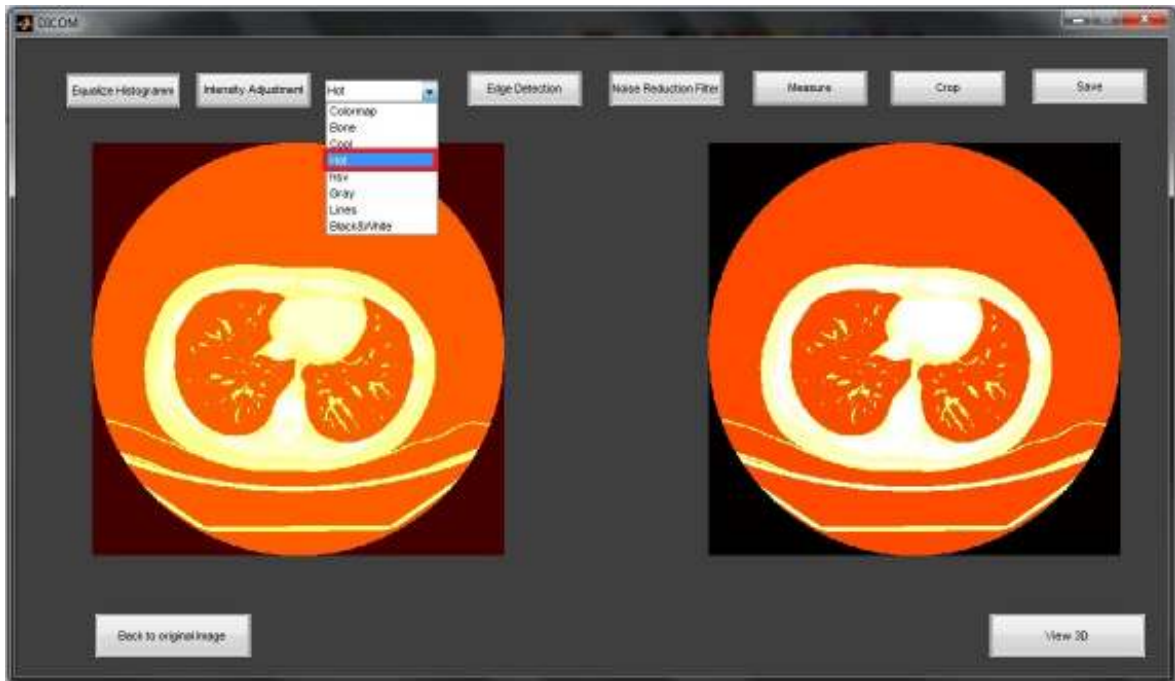 DICOM
Equalize Histogramm
Intensity Adjustment
Hot
Edge Detection
Noise Reduction Filter
Measure
Crop
Save
Colormap
Bone
Cool
Hot
hsv
Gray
Lines
Black&White
Back to original image
View 3D